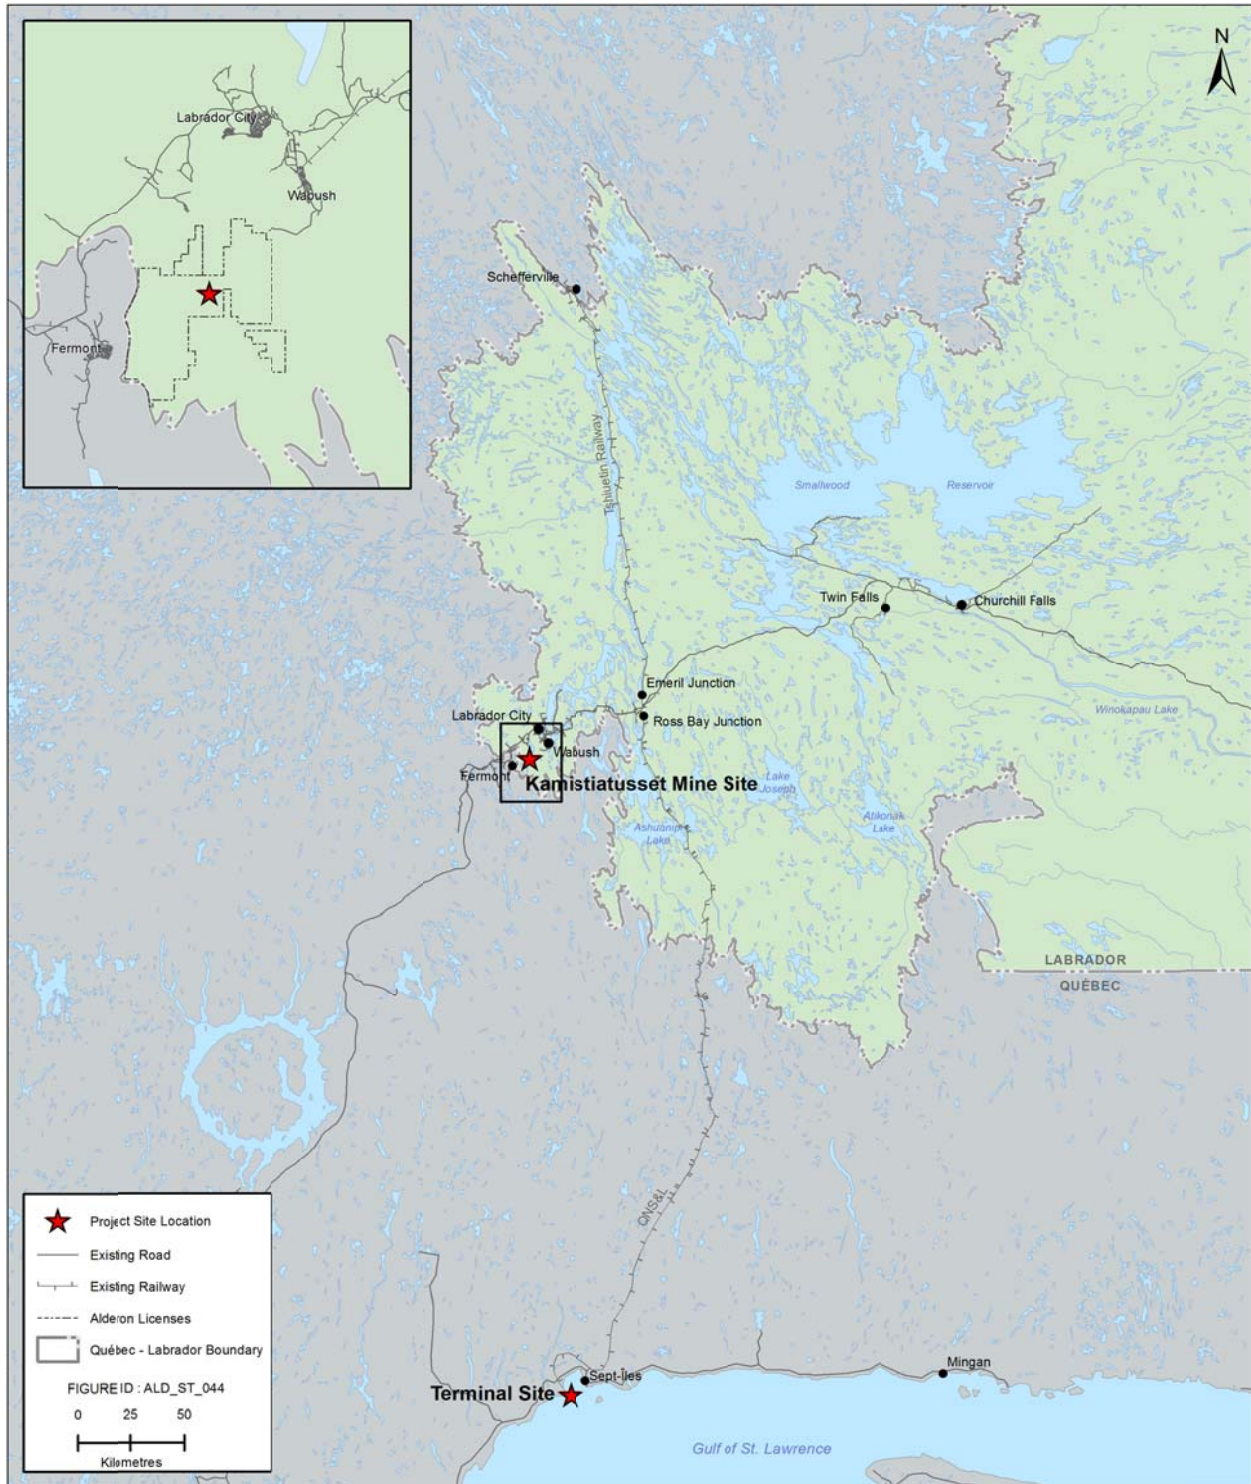 N
Labrador City
Wabush
Fermont
Schefferville
Tshiuetin Railway
Smallwood
Reservoir
Twin Falls
Churchill Falls
Emeril Junction
Labrador City
Ross Bay Junction
Winokapau Lake
Wabush
Fermont
Kamistiatusset Mine Site
Lake
Joseph
Ashuanipi
Lake
Atikonak
Lake
LABRADOR
QUÉBEC
QNS&L
Project Site Location
Existing Road
Existing Railway
Alderon Licenses
Québec - Labrador Boundary
FIGURE ID : ALD_ST_044
0 25 50
Kilometres
Sept-Iles
Mingan
Terminal Site
Gulf of St. Lawrence